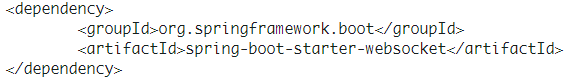 <dependency>
        <groupId>org.springframework.boot</groupId>
        <artifactId>spring-boot-starter-websocket</artifactId>
</dependency>